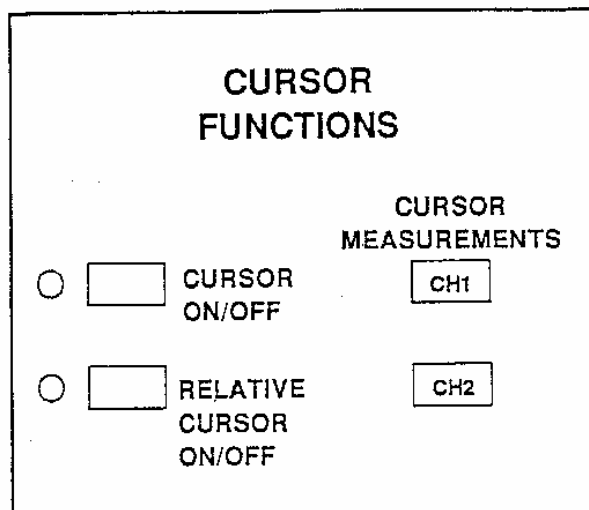 CURSOR
FUNCTIONS
CURSOR
MEASUREMENTS
CURSOR
ON/OFF
CH1
RELATIVE
CURSOR
ON/OFF
CH2